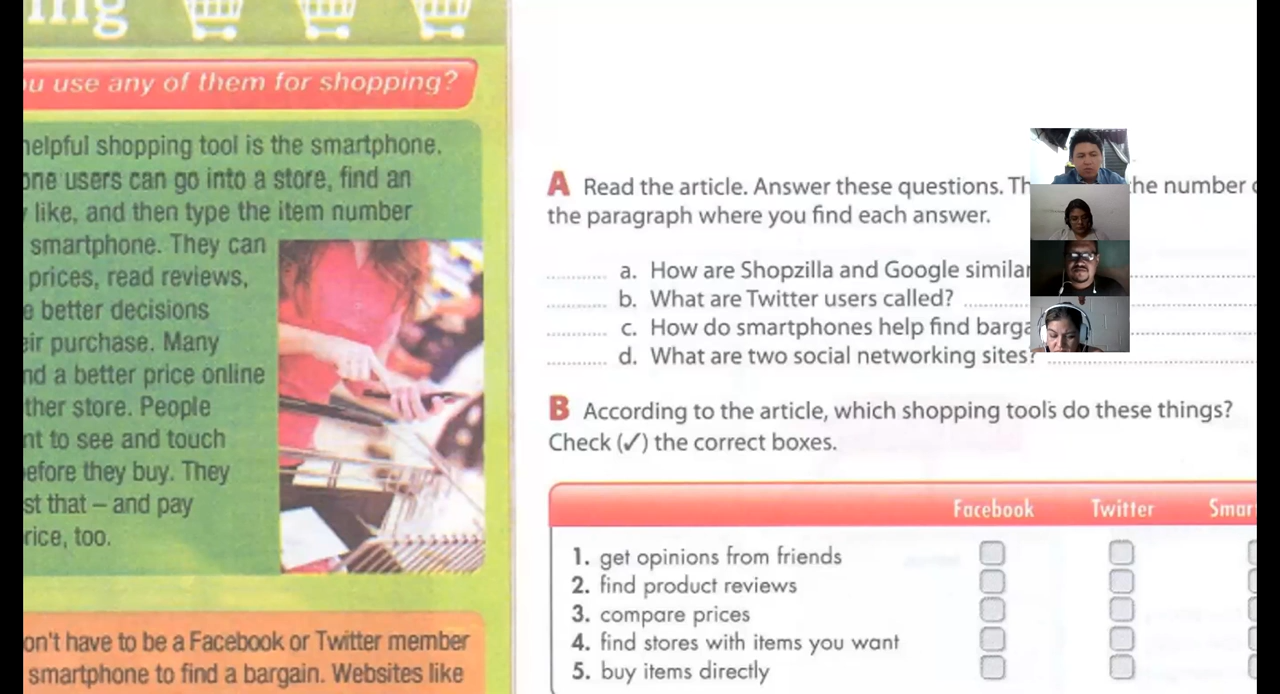 ing
u use any of them for shopping?
helpful shopping tool is the smartphone.
one users can go into a store, find an
like, and then type the item number
smartphone. They can
prices, read reviews,
e better decisions
eir purchase. Many
nd a better price online
ther store. People
nt to see and touch
efore they buy. They
st that – and pay
rice, too.
on't have to be a Facebook or Twitter member
smartphone to find a bargain. Websites like
A Read the article. Answer these questions. Th he number
the paragraph where you find each answer.
a. How are Shopzilla and Google similar
b. What are Twitter users called?
c. How do smartphones help find barga
d. What are two social networking sites?
B According to the article, which shopping tools do these things?
Check (✓) the correct boxes.
Facebook Twitter Smar
1. get opinions from friends
2. find product reviews
3. compare prices
4. find stores with items you want
5. buy items directly